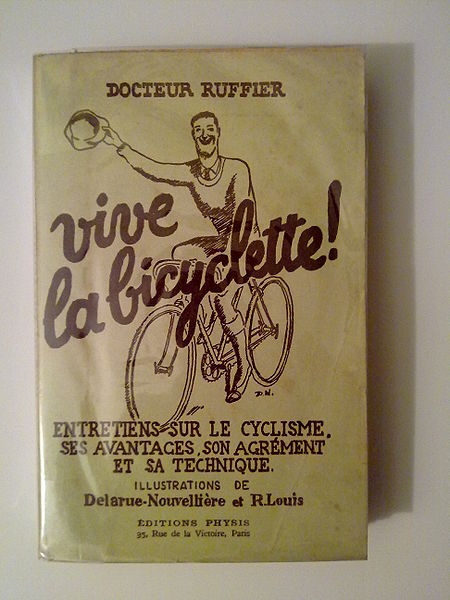 DOCTEUR RUFFIER
vive
la bicyclette!
D.N.
ENTRETIENS SUR LE CYCLISME,
SES AVANTAGES, SON AGRÉMENT
ET SA TECHNIQUE.
ILLUSTRATIONS DE
Delarue-Nouvellière et R.Louis
ÉDITIONS PHYSIS
95, Rue de la Victoire, Paris